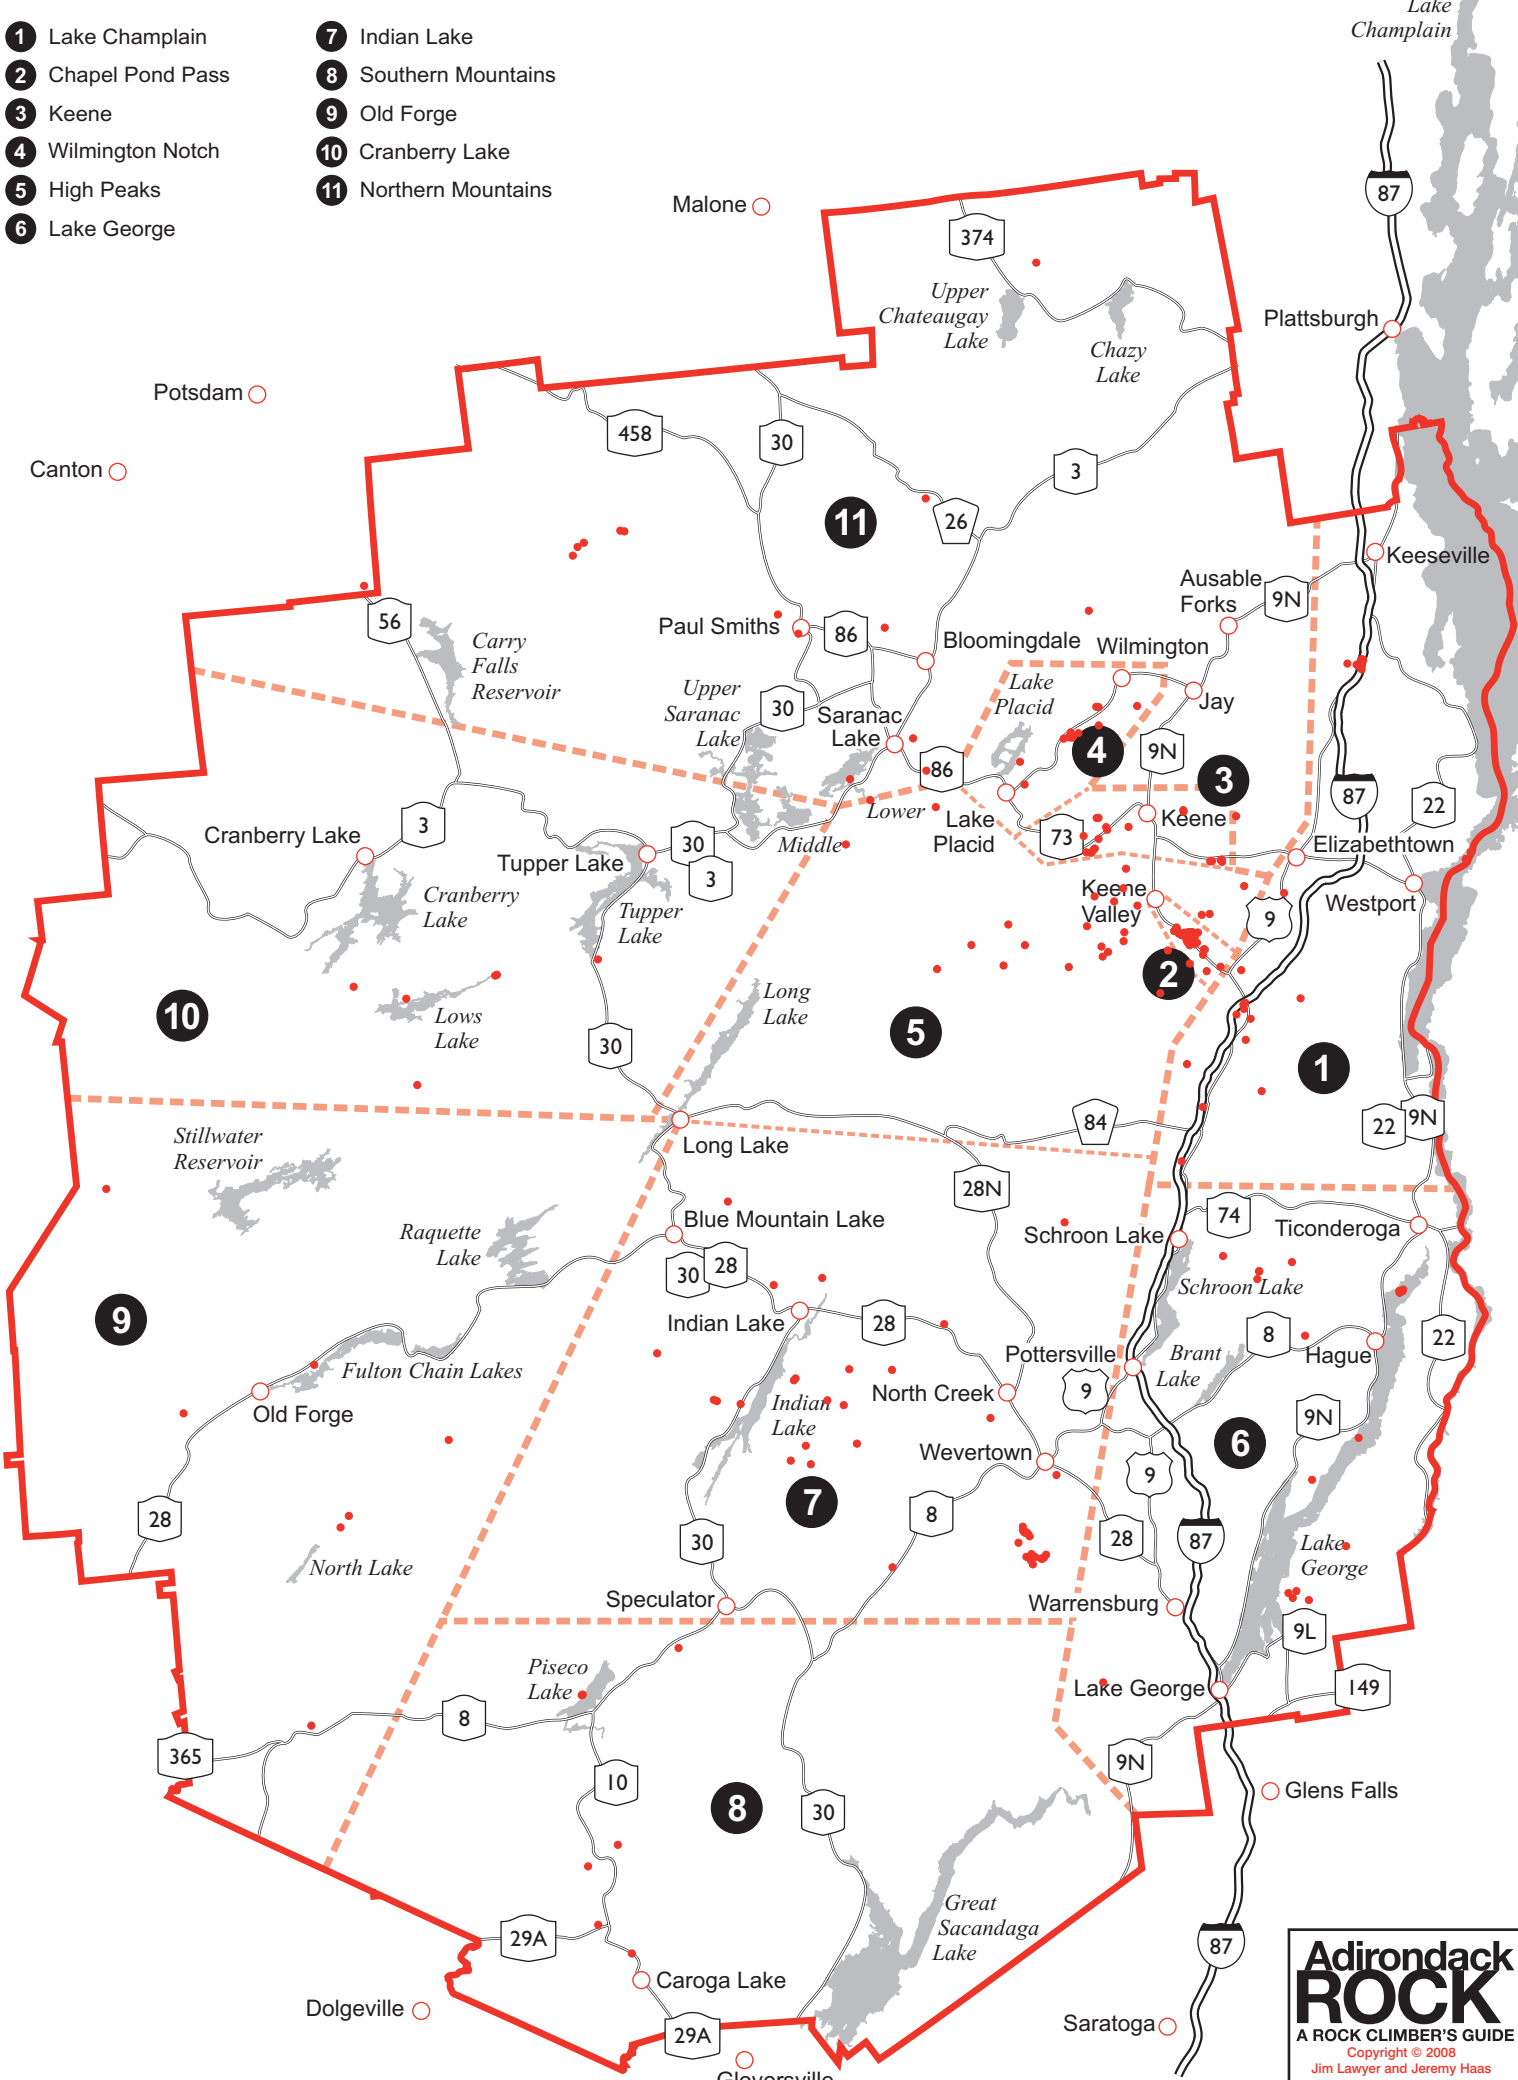 1 Lake Champlain
2 Chapel Pond Pass
3 Keene
4 Wilmington Notch
5 High Peaks
6 Lake George
7 Indian Lake
8 Southern Mountains
9 Old Forge
10 Cranberry Lake
11 Northern Mountains
Lake
Champlain
87
Malone
374
Upper
Chateaugay
Lake
Chazy
Lake
Plattsburgh
Potsdam
Canton
458
30
3
26
11
Keeseville
Ausable
Forks
9N
56
Carry
Falls
Reservoir
Paul Smiths
86
Bloomingdale
Wilmington
Upper
Saranac
Lake
30
Saranac
Lake
Lake
Placid
Jay
4
9N
3
86
87
22
Lower
Lake
Placid
Keene
73
Middle
Cranberry Lake
3
Tupper Lake
30
3
Elizabethtown
Westport
Cranberry
Lake
Tupper
Lake
Keene
Valley
9
2
10
Lows
Lake
Long
Lake
30
5
1
84
22
9N
Long Lake
Stillwater
Reservoir
28N
Raquette
Lake
Blue Mountain Lake
30
28
Schroon Lake
74
Ticonderoga
Schroon Lake
9
Indian Lake
28
8
Hague
22
Pottersville
Brant
Lake
Fulton Chain Lakes
Old Forge
Indian
Lake
North Creek
9
9N
Wevertown
6
9
7
28
8
30
28
87
North Lake
Lake
George
Speculator
Warrensburg
9L
Piseco
Lake
Lake George
149
8
365
9N
10
8
30
Glens Falls
Great
Sacandaga
Lake
29A
87
Caroga Lake
Dolgeville
29A
Saratoga
Gloversville
Adirondack
ROCK
A ROCK CLIMBER'S GUIDE
Copyright © 2008
Jim Lawyer and Jeremy Haas